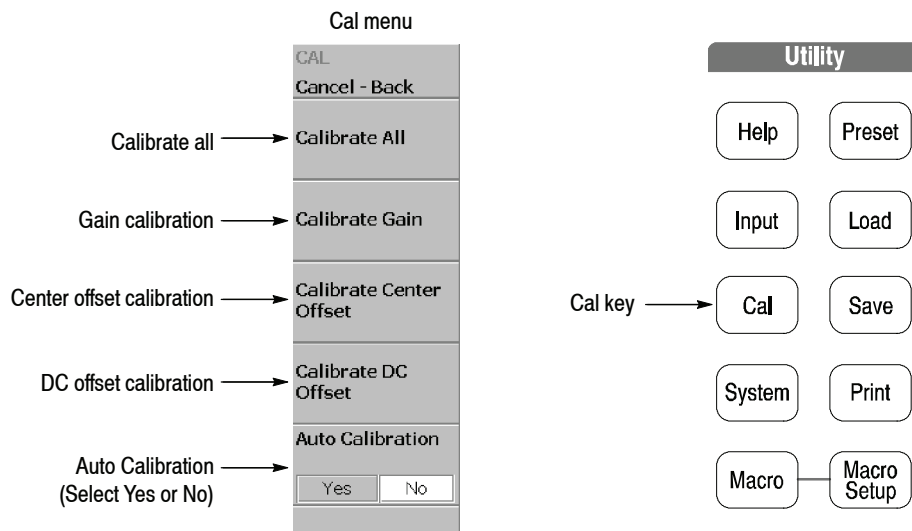 Cal menu
CAL
Cancel - Back
Calibrate all
Calibrate All
Gain calibration
Calibrate Gain
Center offset calibration
Calibrate Center
Offset
DC offset calibration
Calibrate DC
Offset
Auto Calibration
(Select Yes or No)
Auto Calibration
Yes No
Utility
Help Preset
Input Load
Cal key
Cal Save
System Print
Macro Macro
Setup